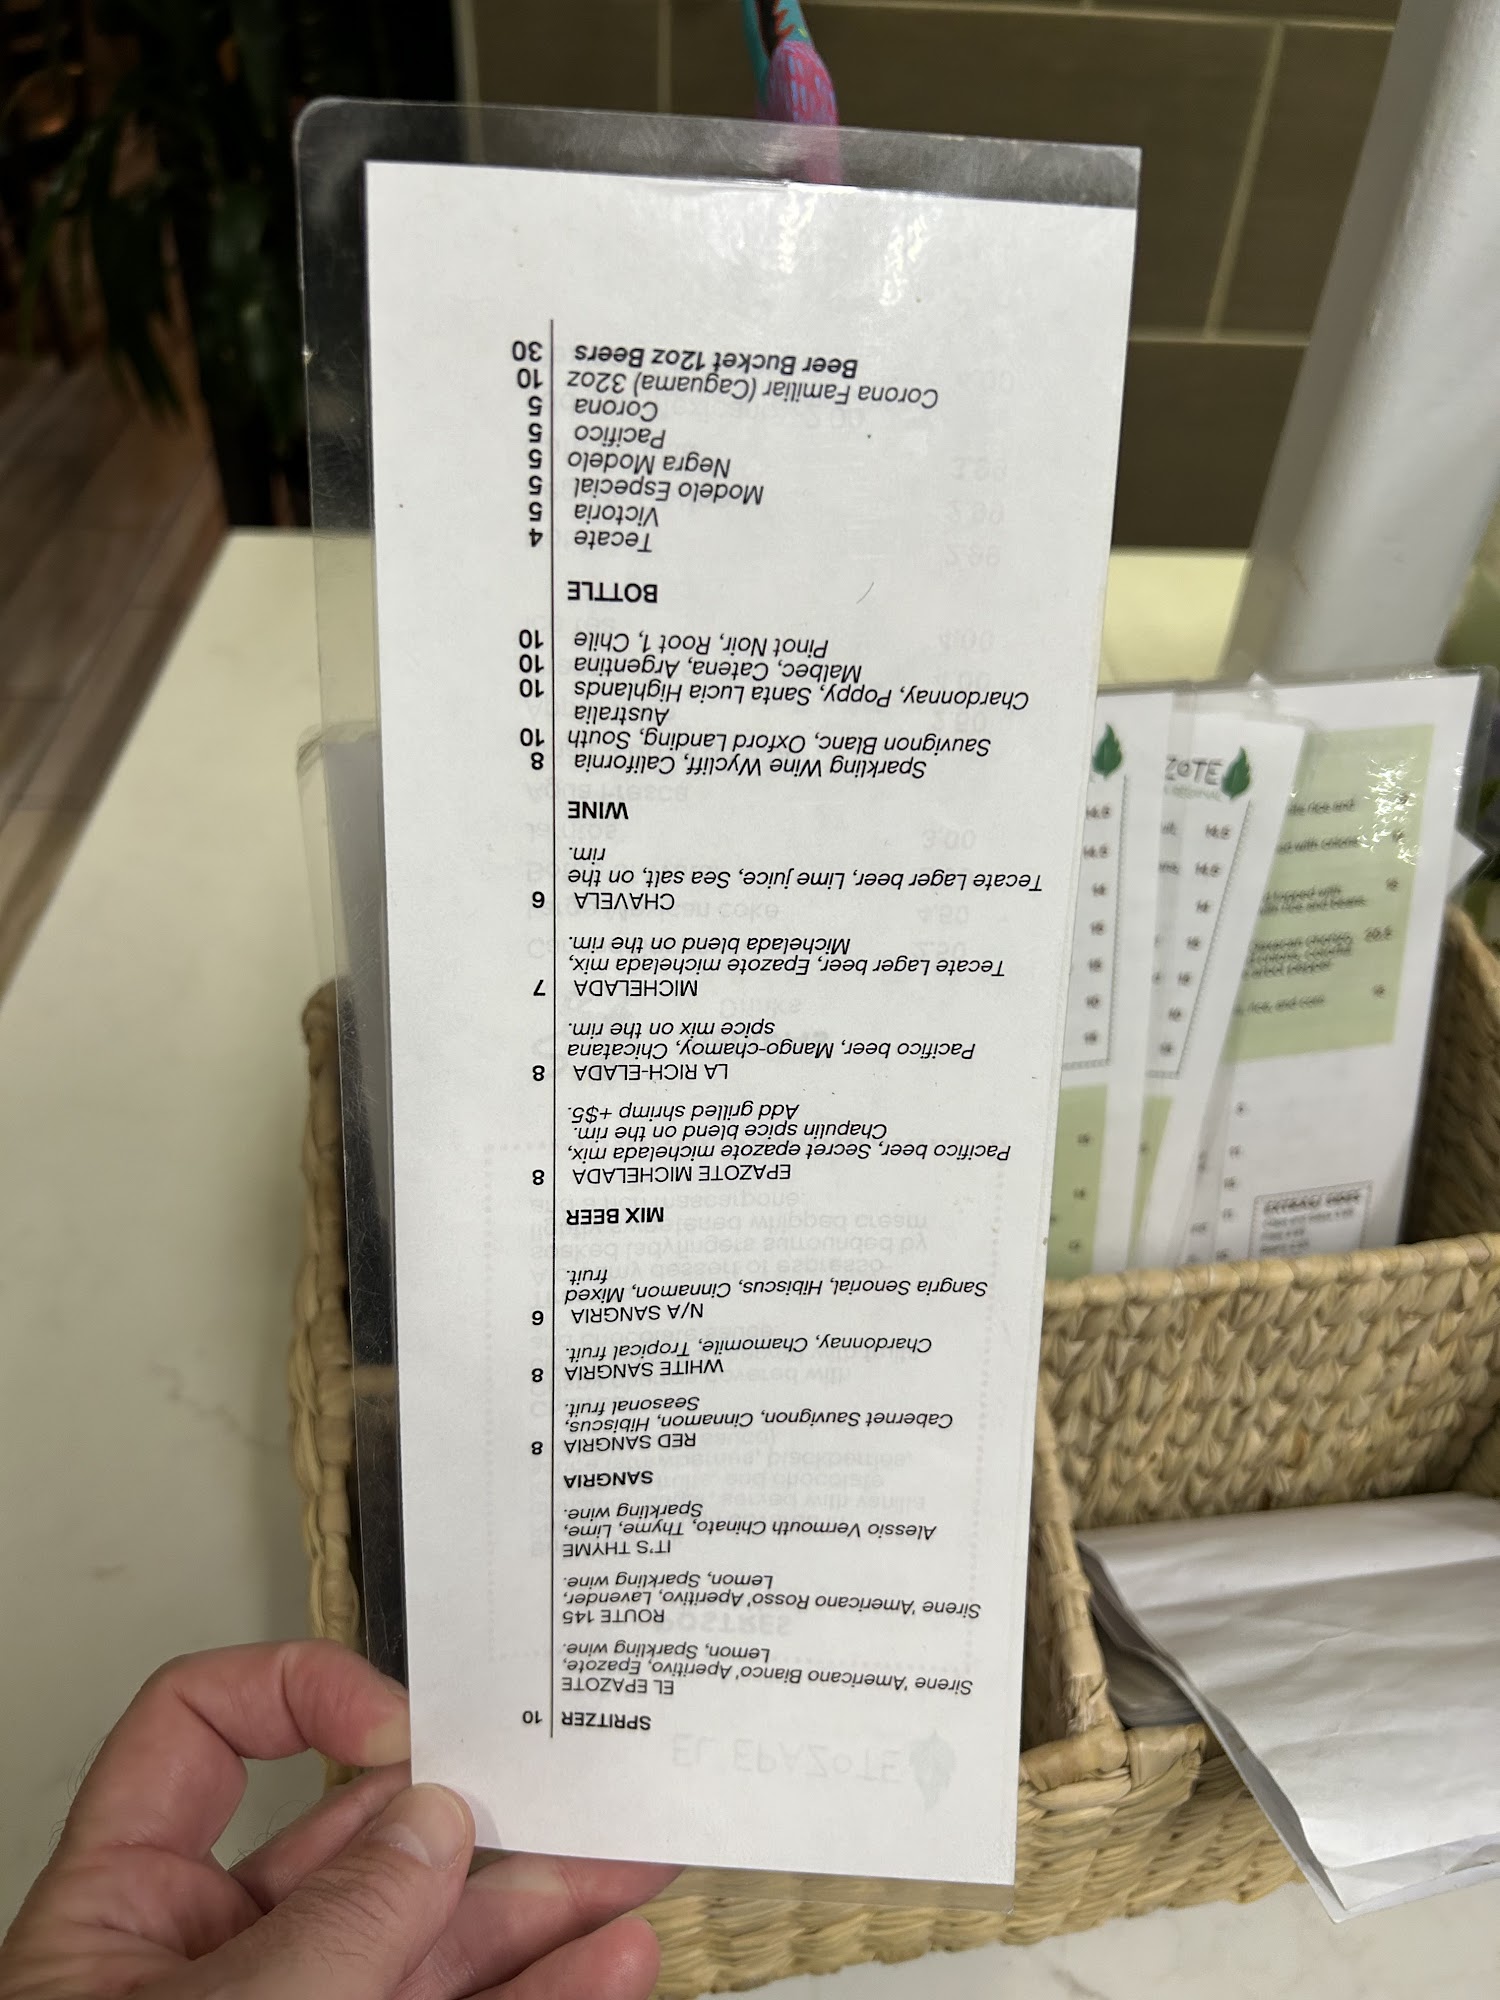 SPRITZER 10
EL EPAZOTE
Sirene 'Americano Bianco' Aperitivo, Epazote,
Lemon, Sparkling wine.
ROUTE 145
Sirene 'Americano Rosso' Aperitivo, Lavender,
Lemon, Sparkling wine.
IT'S THYME
Alessio Vermouth Chinato, Thyme, Lime,
Sparkling wine.
SANGRIA
RED SANGRIA 8
Cabernet Sauvignon, Cinnamon, Hibiscus,
Seasonal fruit.
WHITE SANGRIA 8
Chardonnay, Chamomile, Tropical fruit.
N/A SANGRIA 6
Sangria Senorial, Hibiscus, Cinnamon, Mixed
fruit.
MIX BEER
EPAZOTE MICHELADA 8
Pacifico beer, Secret epazote michelada mix,
Chapulin spice blend on the rim.
Add grilled shrimp +$5.
LA RICH-ELADA 8
Pacifico beer, Mango-chamoy, Chicatana
spice mix on the rim.
MICHELADA 7
Tecate Lager beer, Epazote michelada mix,
Michelada blend on the rim.
CHAVELA 6
Tecate Lager beer, Lime juice, Sea salt, on the
rim.
WINE
Sparkling Wine Wycliff, California 8
Sauvignon Blanc, Oxford Landing, South 10
Australia
Chardonnay, Poppy, Santa Lucia Highlands 10
Malbec, Catena, Argentina 10
Pinot Noir, Root 1, Chile 10
BOTTLE
Tecate 4
Victoria 5
Modelo Especial 5
Negra Modelo 5
Pacifico 5
Corona 5
Corona Familiar (Caguama) 32oz 10
Beer Bucket 12oz Beers 30